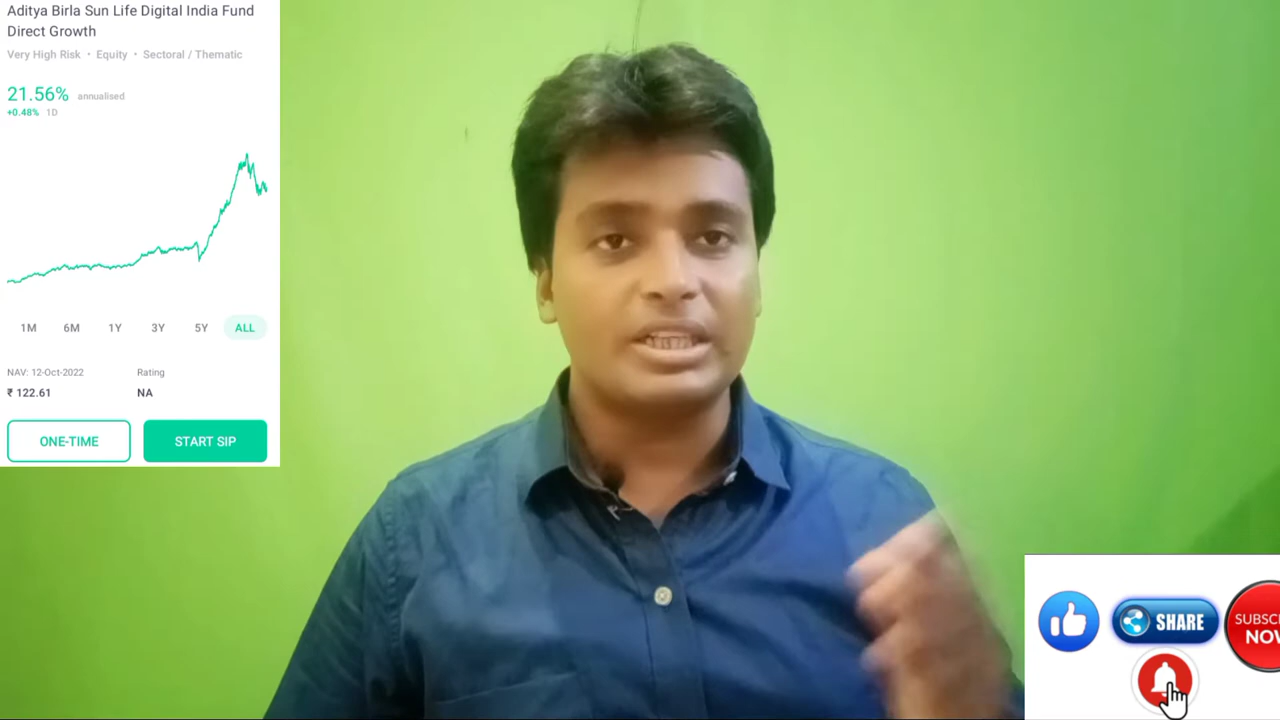 Aditya Birla Sun Life Digital India Fund
Direct Growth
Very High Risk • Equity • Sectoral / Thematic
21.56% annualised
+0.48% 1D
1M 6M 1Y 3Y 5Y ALL
NAV: 12-Oct-2022 Rating
₹ 122.61 NA
ONE-TIME START SIP
SHARE
SUBSC
NOW